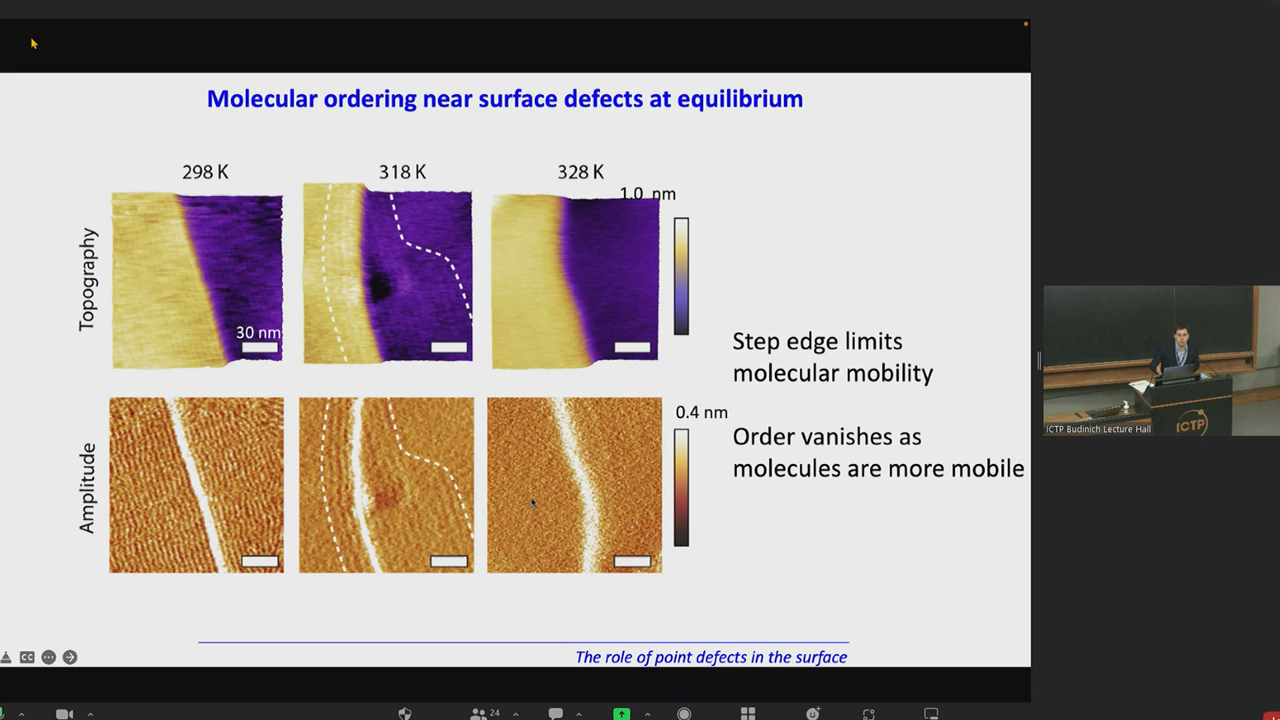 Molecular ordering near surface defects at equilibrium
298 K
318 K
328 K
1.0 nm
Topography
30 nm
Step edge limits
molecular mobility
0.4 nm
Amplitude
Order vanishes as
molecules are more mobile
ICTP
ICTP Budinich Lecture Hall
The role of point defects in the surface
CC
24